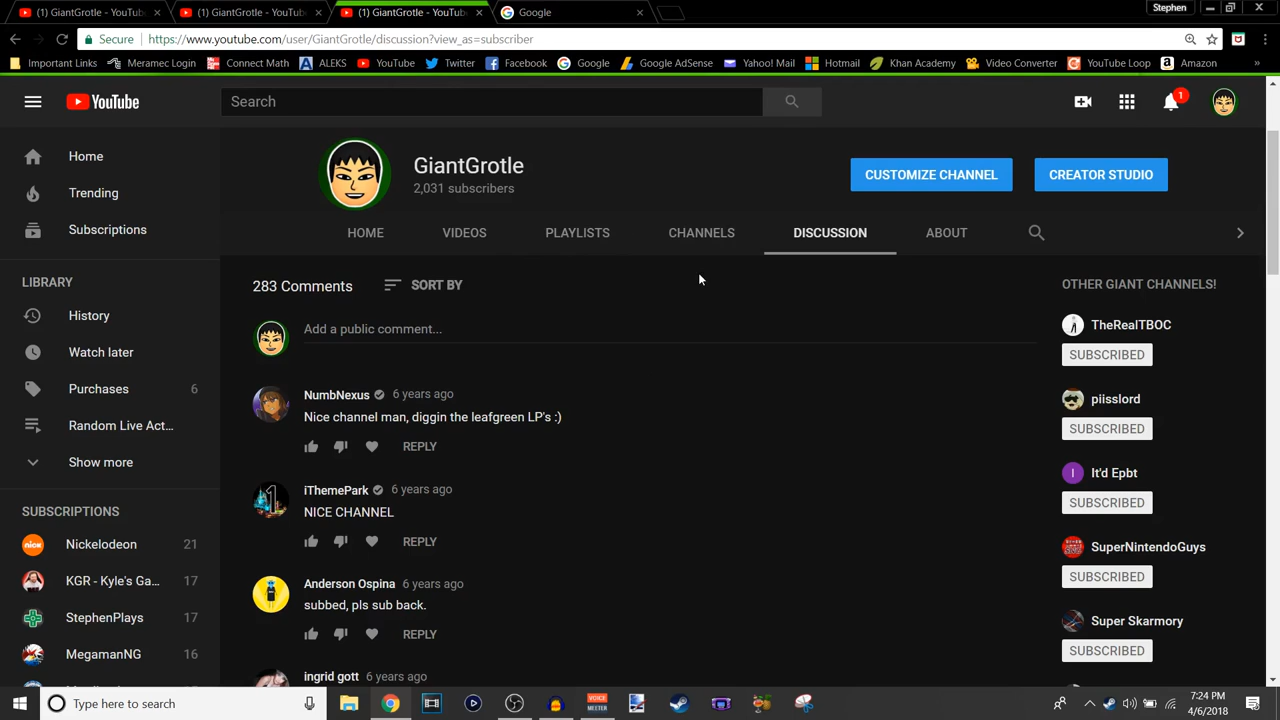 (1) GiantGrotle - YouTub
(1) GiantGrotle - YouTub
(1) GiantGrotle - YouTub
Google
Stephen
Secure
https://www.youtube.com/user/GiantGrotle/discussion?view_as=subscriber
Important Links
Meramec Login
Connect Math
ALEKS
YouTube
Twitter
Facebook
Google
Google AdSense
Yahoo! Mail
Hotmail
Khan Academy
Video Converter
YouTube Loop
Amazon
»
YouTube
Search
1
Home
Trending
Subscriptions
LIBRARY
History
Watch later
Purchases 6
Random Live Act...
Show more
SUBSCRIPTIONS
Nickelodeon 21
KGR - Kyle's Ga... 17
StephenPlays 17
MegamanNG 16
GiantGrotle
2,031 subscribers
CUSTOMIZE CHANNEL
CREATOR STUDIO
HOME
VIDEOS
PLAYLISTS
CHANNELS
DISCUSSION
ABOUT
283 Comments
SORT BY
Add a public comment...
NumbNexus 6 years ago
Nice channel man, diggin the leafgreen LP's :)
REPLY
iThemePark 6 years ago
NICE CHANNEL
REPLY
Anderson Ospina 6 years ago
subbed, pls sub back.
REPLY
ingrid gott 6 years ago
OTHER GIANT CHANNELS!
TheRealTBOC
SUBSCRIBED
piisslord
SUBSCRIBED
I
It'd Epbt
SUBSCRIBED
SuperNintendoGuys
SUBSCRIBED
Super Skarmory
SUBSCRIBED
Type here to search
VOICE
MEETER
7:24 PM
4/6/2018